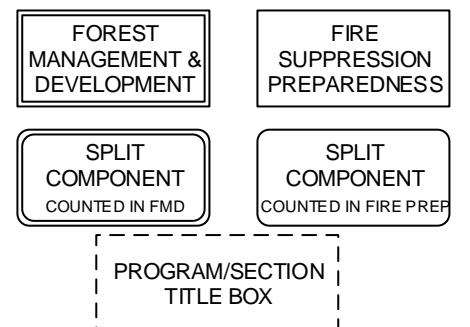 FOREST
MANAGEMENT &
DEVELOPMENT
FIRE
SUPPRESSION
PREPAREDNESS
SPLIT
COMPONENT
COUNTED IN FMD
SPLIT
COMPONENT
COUNTED IN FIRE PREP
PROGRAM/SECTION
TITLE BOX